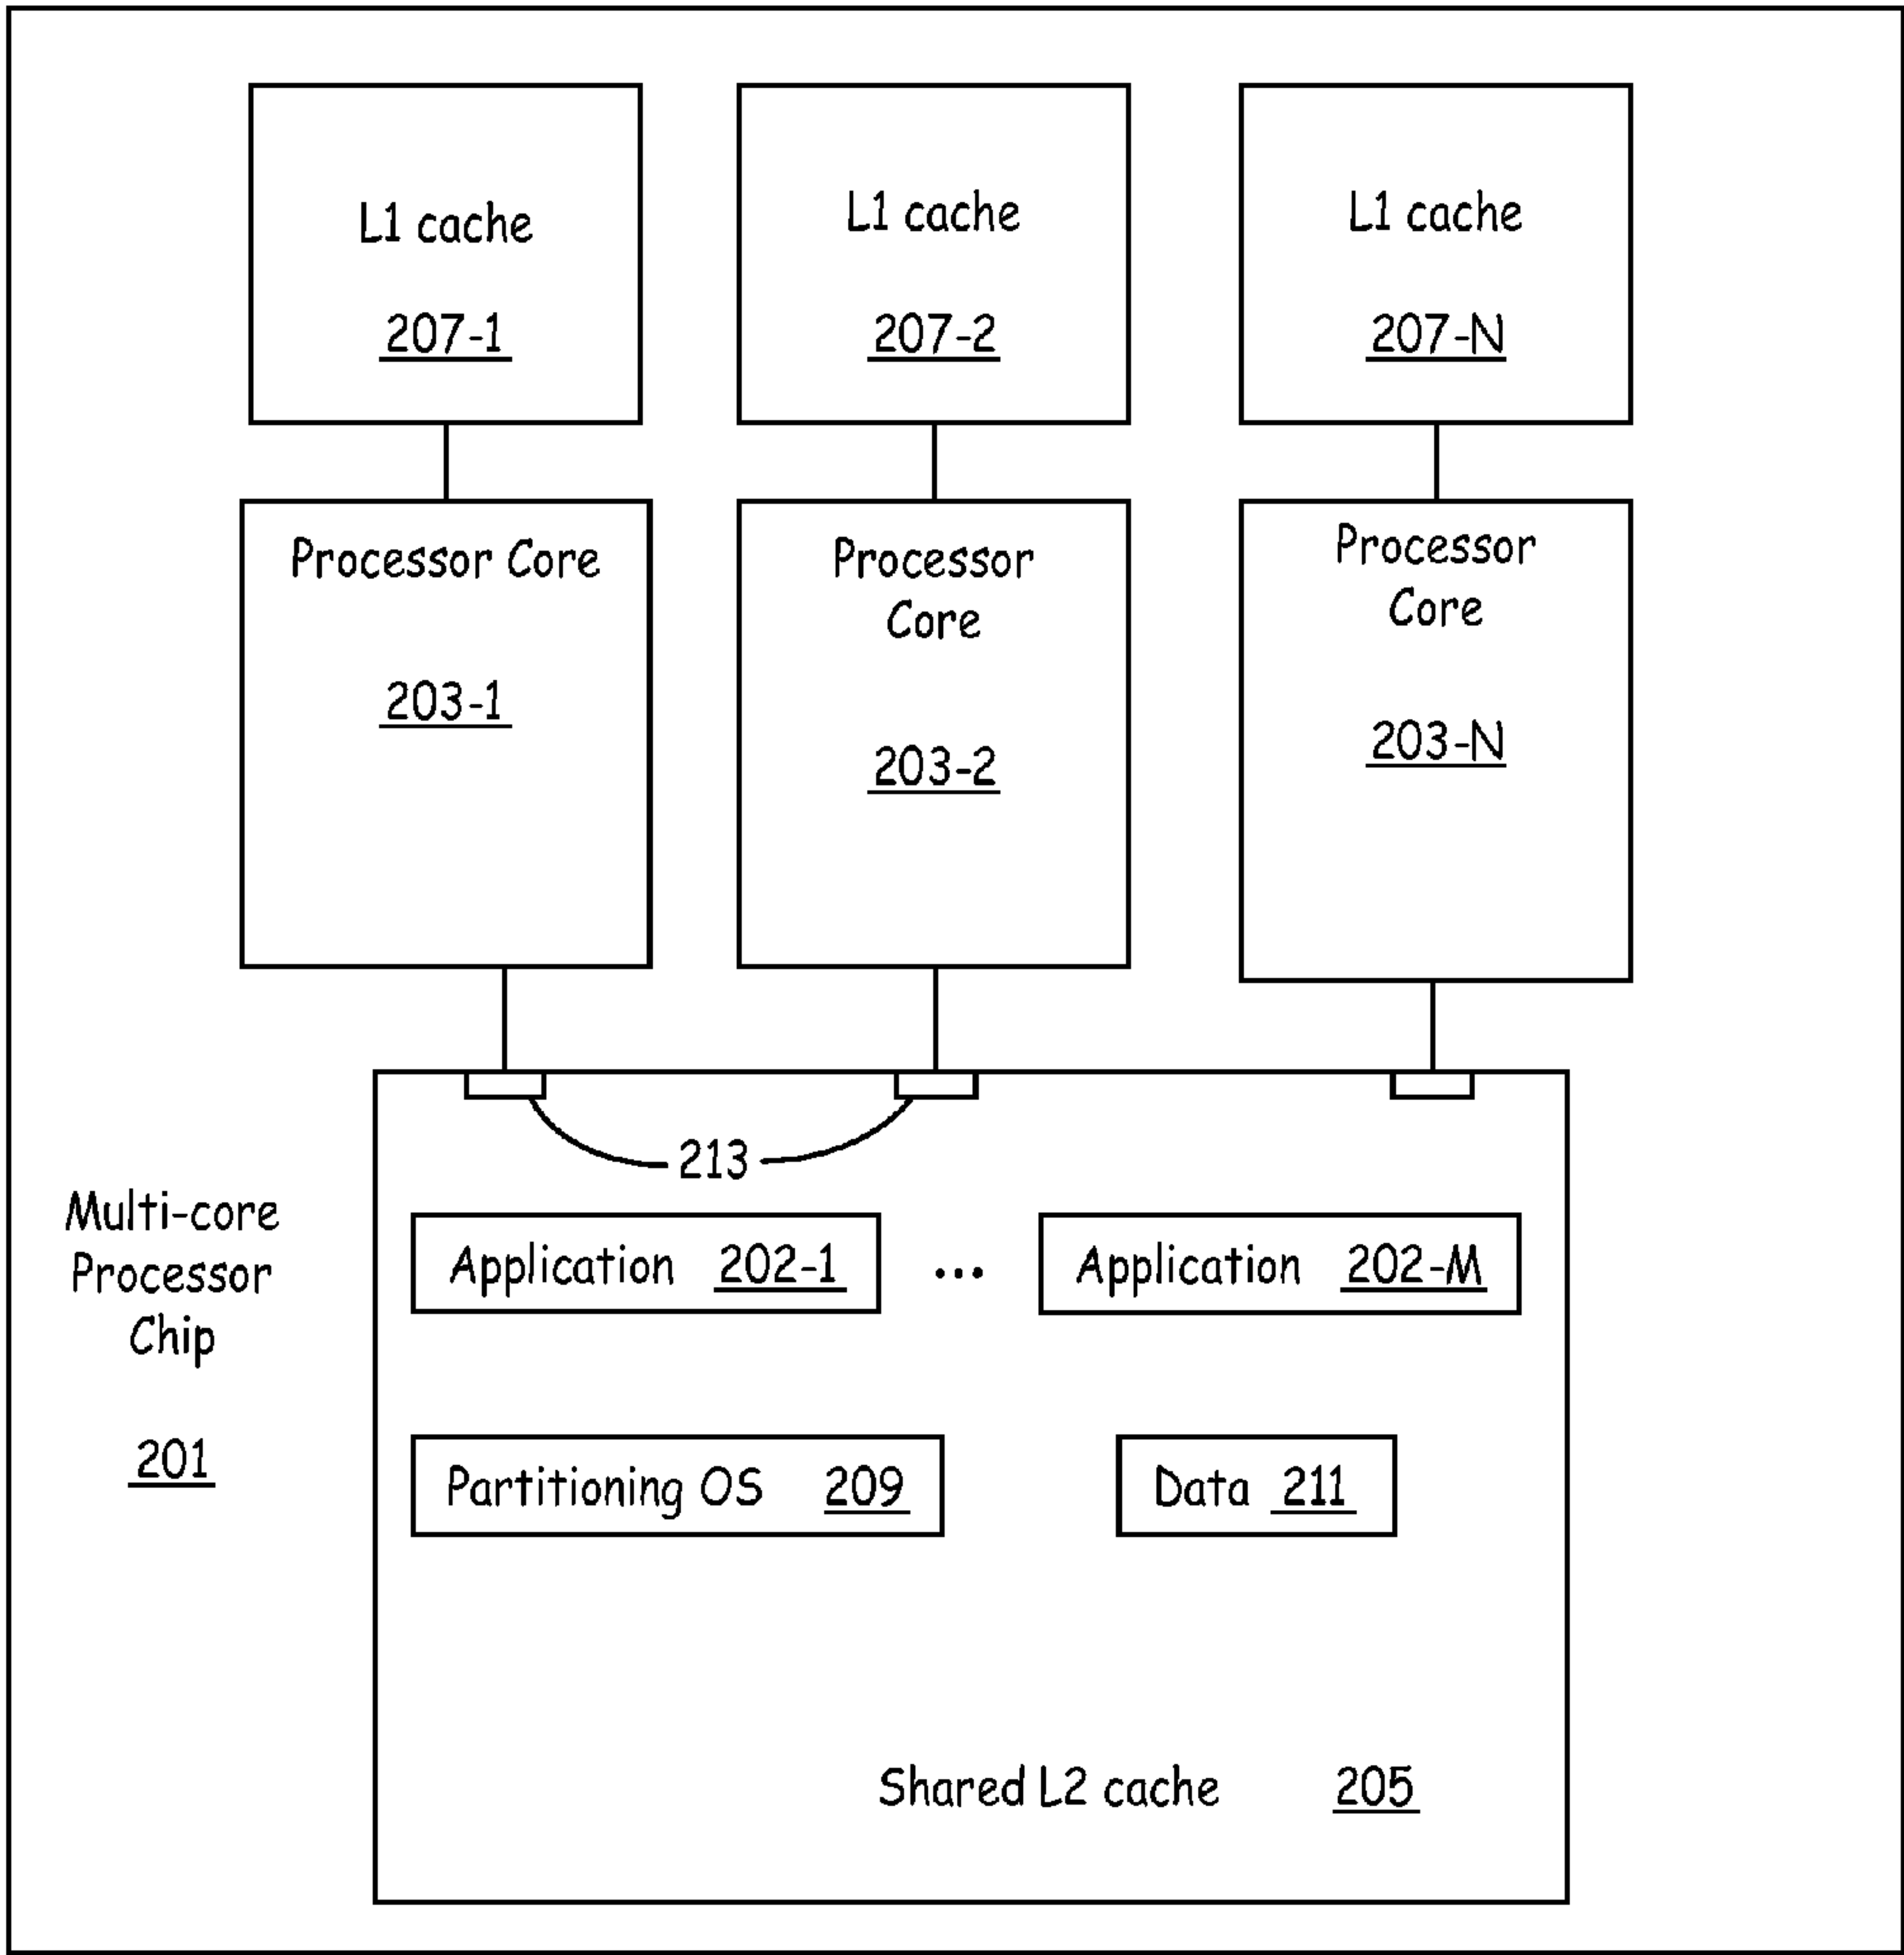 L1 cache
207-1
L1 cache
207-2
L1 cache
207-N
Processor Core
203-1
Processor
Core
203-2
Processor
Core
203-N
213
Multi-core
Processor
Chip
201
Application 202-1
...
Application 202-M
Partitioning OS 209
Data 211
Shared L2 cache 205